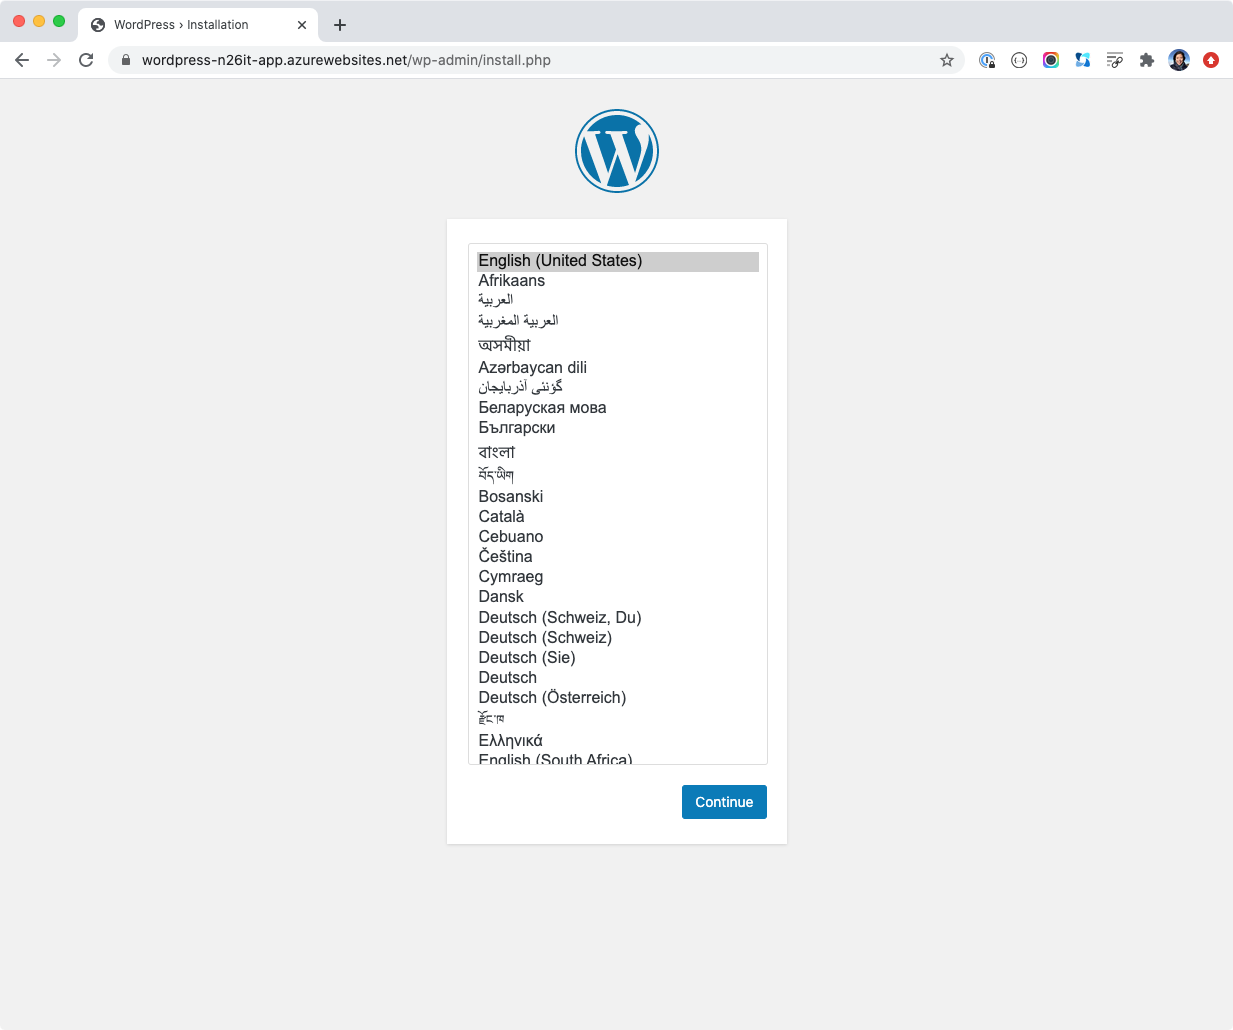 WordPress › Installation
wordpress-n26it-app.azurewebsites.net/wp-admin/install.php
English (United States)
Afrikaans
العربية
العربية المغربية
অসমীয়া
Azərbaycan dili
گؤنئی آذربایجان
Беларуская мова
Български
বাংলা
བོད་ཡིག
Bosanski
Català
Cebuano
Čeština
Cymraeg
Dansk
Deutsch (Schweiz, Du)
Deutsch (Schweiz)
Deutsch (Sie)
Deutsch
Deutsch (Österreich)
རྫོང་ཁ
Ελληνικά
English (South Africa)
Continue